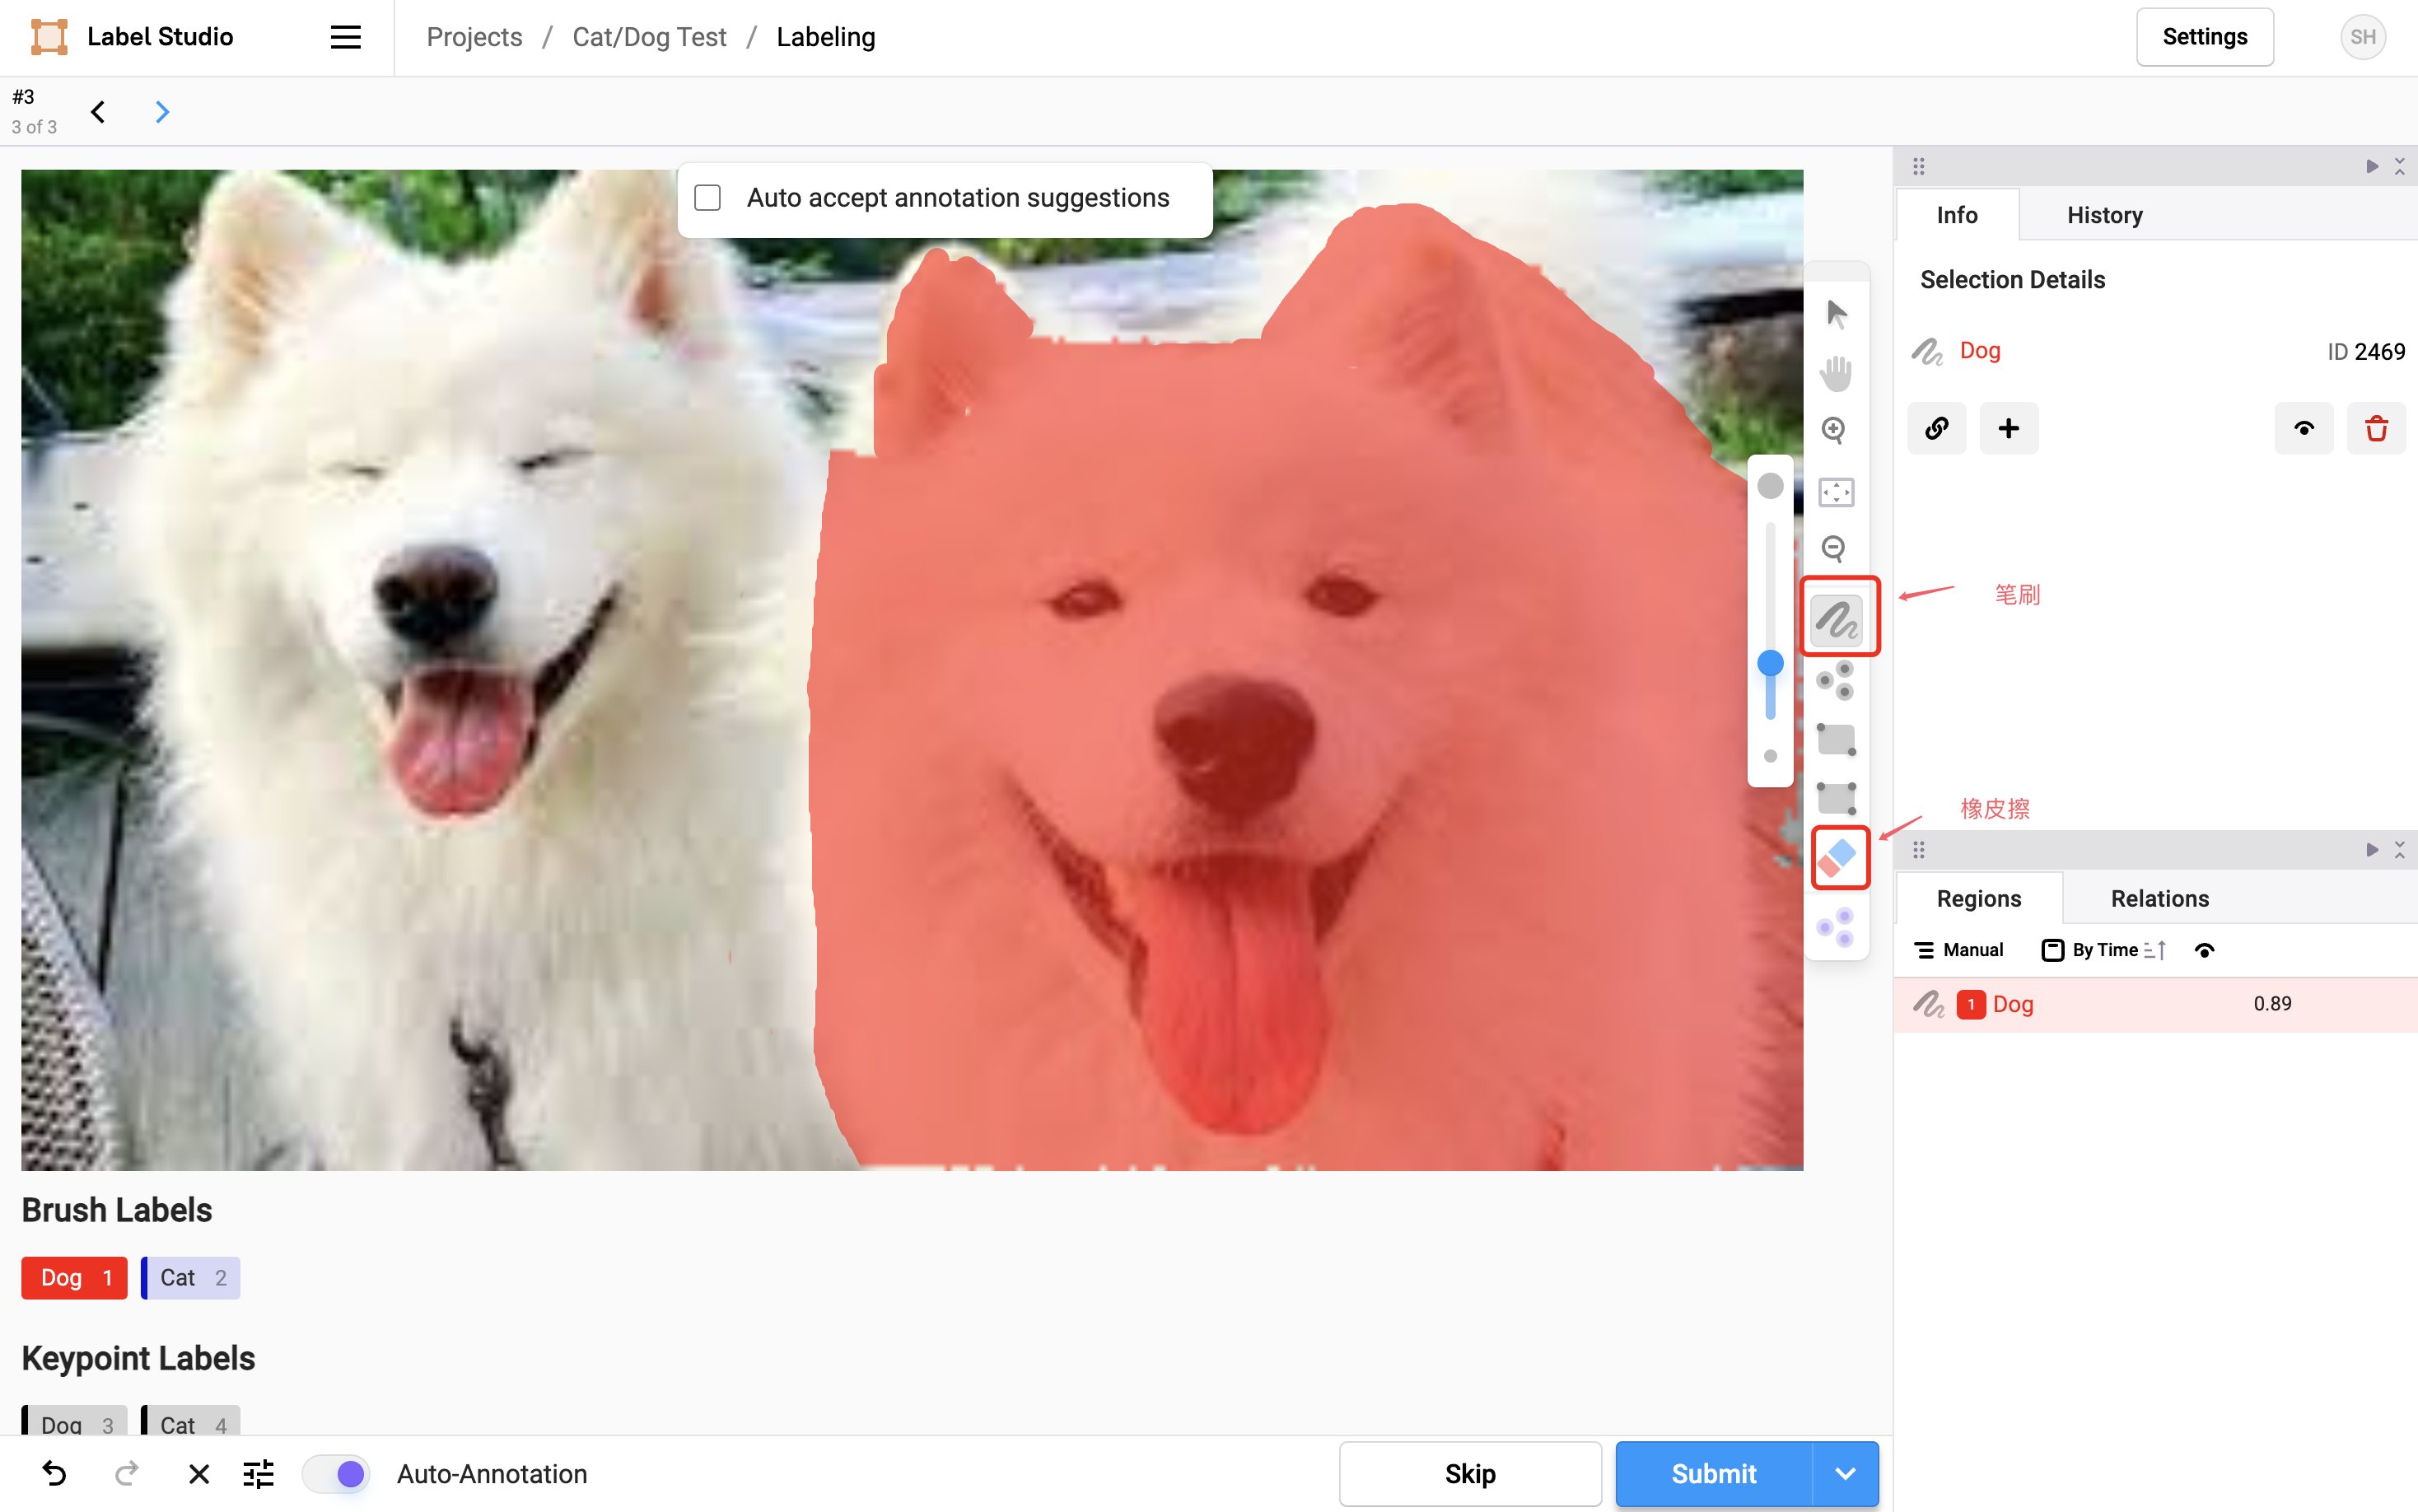 Label Studio
Projects / Cat/Dog Test / Labeling
Settings
SH
#3
3 of 3
Auto accept annotation suggestions
Info
History
Selection Details
Dog
ID 2469
笔刷
橡皮擦
Regions
Relations
Manual
By Time
1 Dog 0.89
Brush Labels
Dog 1
Cat 2
Keypoint Labels
Dog 3
Cat 4
Auto-Annotation
Skip
Submit